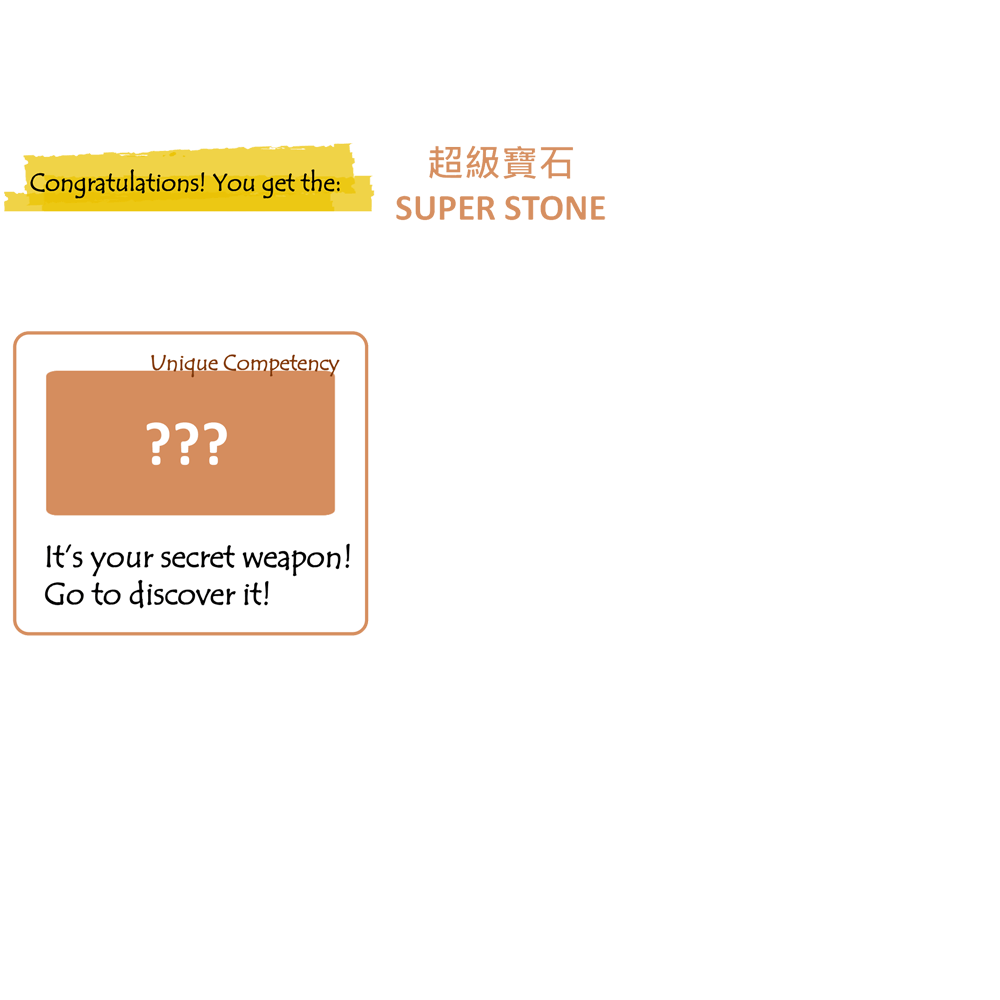 Congratulations! You get the:
超級寶石
SUPER STONE
Unique Competency
???
It's your secret weapon!
Go to discover it!